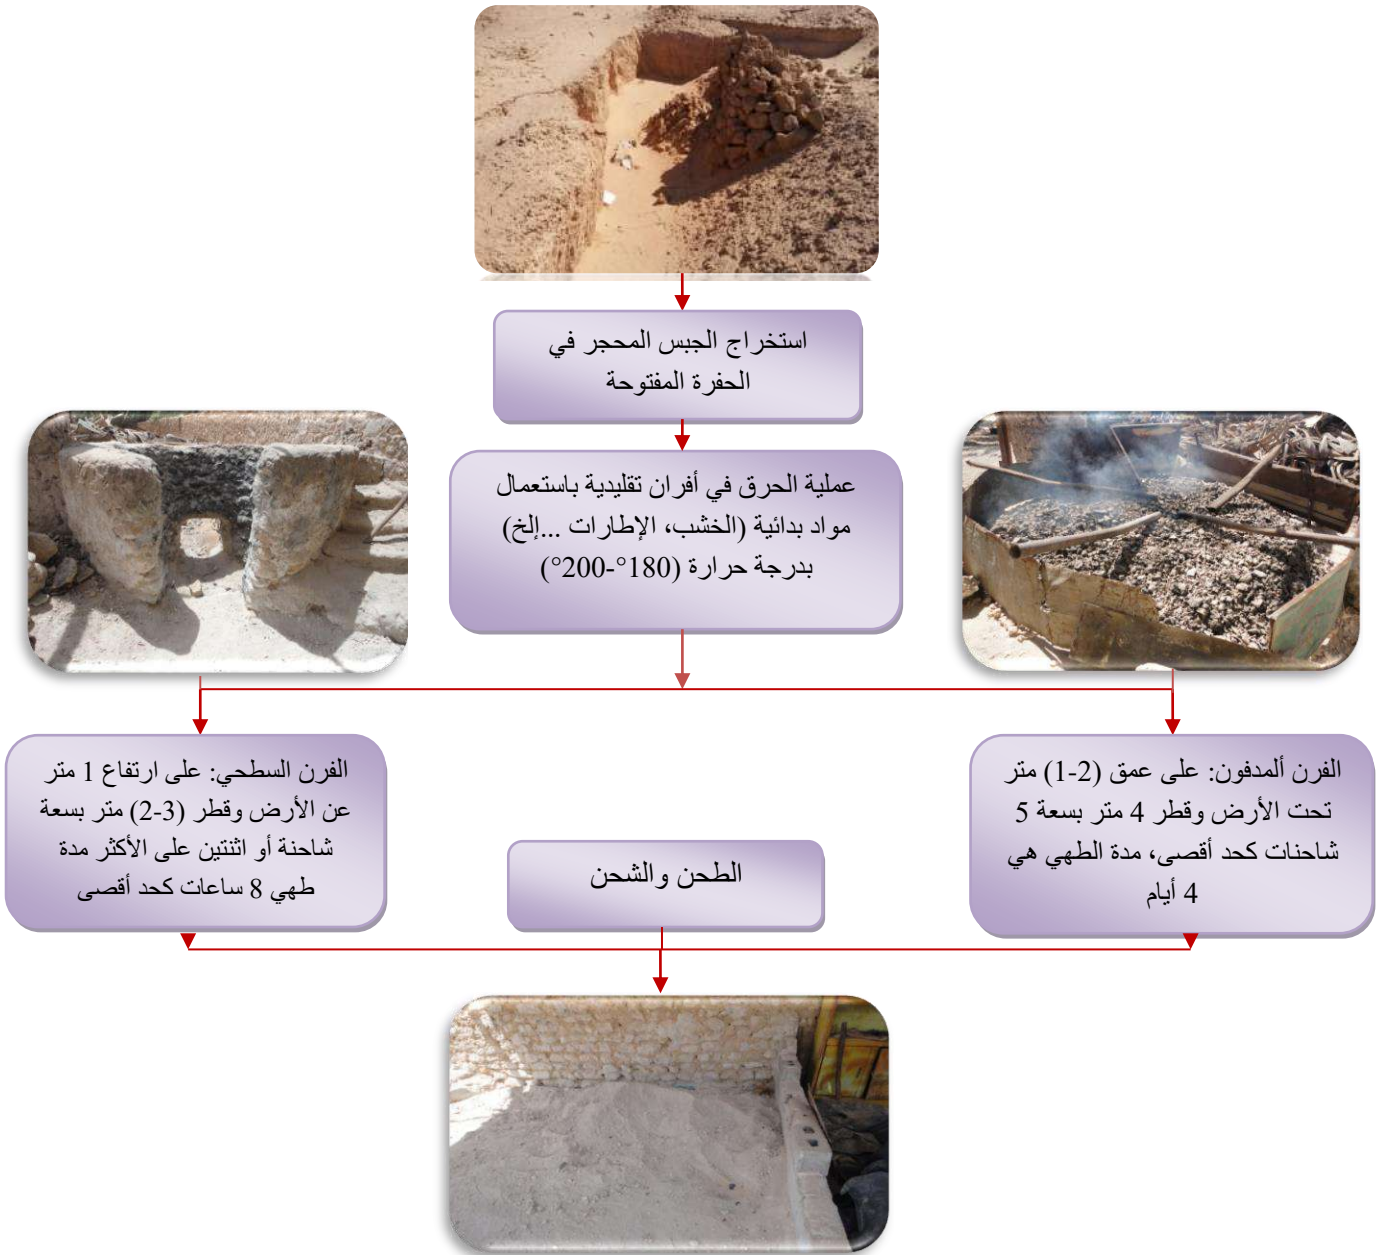 استخراج الجبس المحجر في
الحفرة المفتوحة
عملية الحرق في أفران تقليدية باستعمال
مواد بدائية (الخشب، الإطارات ...إلخ)
بدرجة حرارة (180°-200°)
الفرن ألمدفون: على عمق (2-1) متر
تحت الأرض وقطر 4 متر بسعة 5
شاحنات كحد أقصى، مدة الطهي هي
4 أيام
الفرن السطحي: على ارتفاع 1 متر
عن الأرض وقطر (3-2) متر بسعة
شاحنة أو اثنتين على الأكثر مدة
طهي 8 ساعات كحد أقصى
الطحن والشحن